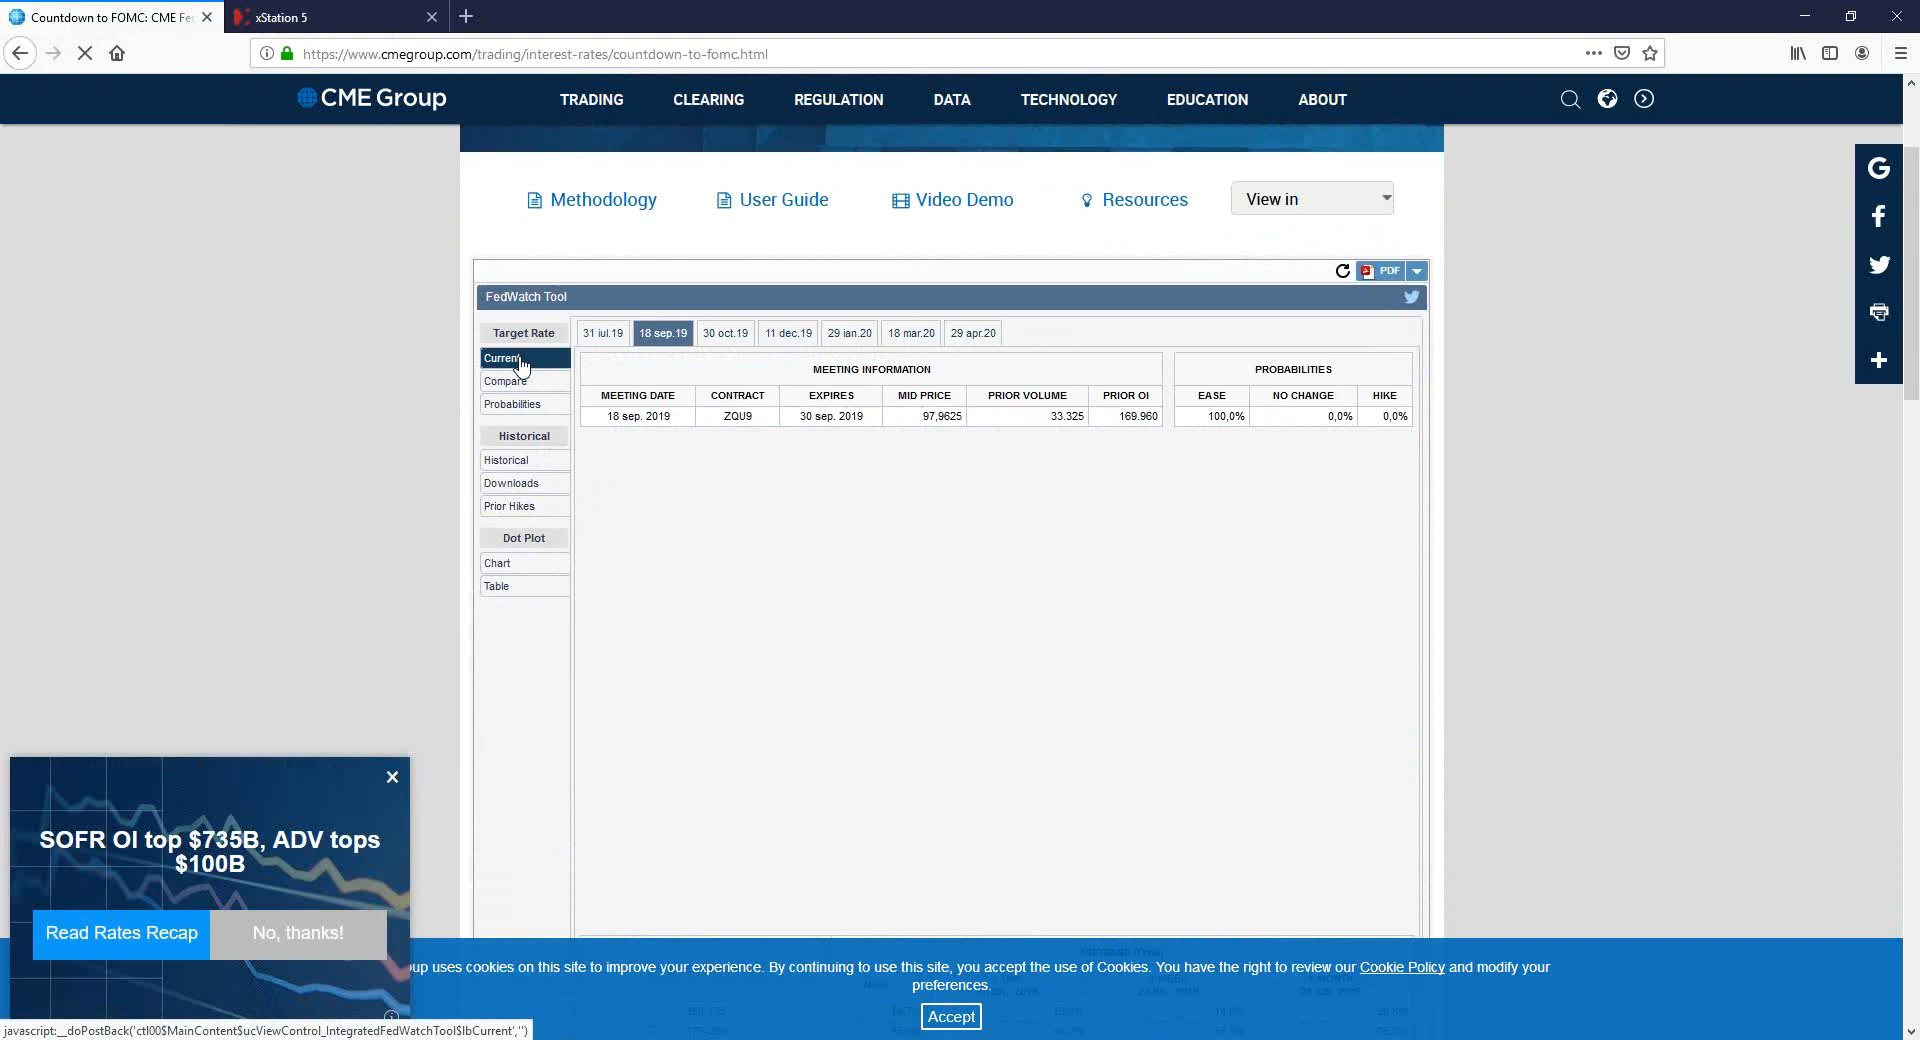 Countdown to FOMC: CME Fe
xStation 5
https://www.cmegroup.com/trading/interest-rates/countdown-to-fomc.html
CME Group
TRADING CLEARING REGULATION DATA TECHNOLOGY EDUCATION ABOUT
Methodology User Guide Video Demo Resources View in
PDF
FedWatch Tool
Target Rate
31 iul.19 18 sep.19 30 oct.19 11 dec.19 29 ian.20 18 mar.20 29 apr.20
Current
Compare
Probabilities
Historical
Historical
Downloads
Prior Hikes
Dot Plot
Chart
Table
MEETING INFORMATION
MEETING DATE CONTRACT EXPIRES MID PRICE PRIOR VOLUME PRIOR OI
18 sep. 2019 ZQU9 30 sep. 2019 97,9625 33.325 169.960
PROBABILITIES
EASE NO CHANGE HIKE
100,0% 0,0% 0,0%
SOFR OI top $735B, ADV tops
$100B
Read Rates Recap No, thanks!
up uses cookies on this site to improve your experience. By continuing to use this site, you accept the use of Cookies. You have the right to review our Cookie Policy and modify your
preferences.
Accept
javascript:__doPostBack('ctl00$MainContent$ucViewControl_IntegratedFedWatchTool$lbCurrent','')